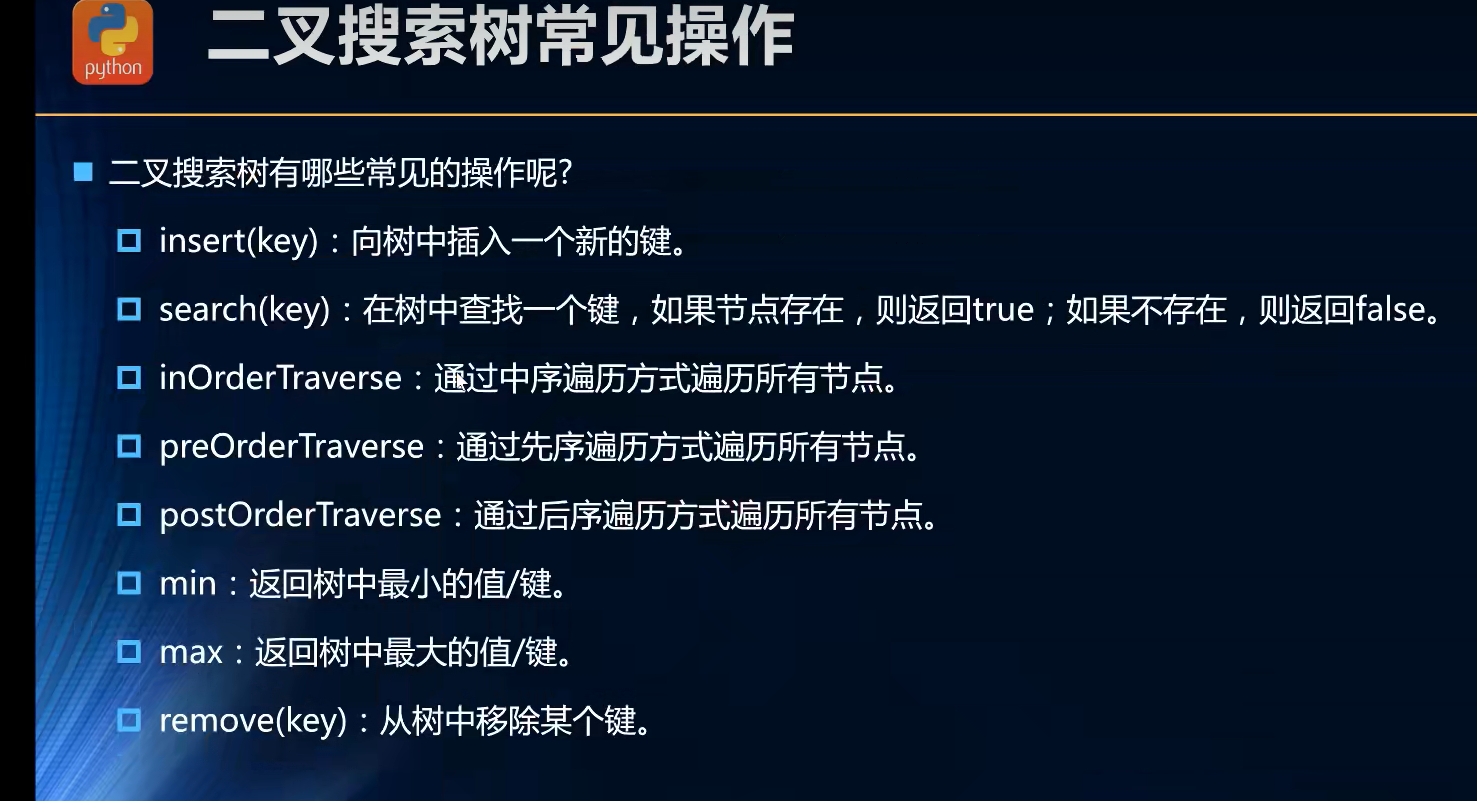 python
二叉搜索树常见操作
二叉搜索树有哪些常见的操作呢?
insert(key)：向树中插入一个新的键。
search(key)：在树中查找一个键，如果节点存在，则返回true；如果不存在，则返回false。
inOrderTraverse：通过中序遍历方式遍历所有节点。
preOrderTraverse：通过先序遍历方式遍历所有节点。
postOrderTraverse：通过后序遍历方式遍历所有节点。
min：返回树中最小的值/键。
max：返回树中最大的值/键。
remove(key)：从树中移除某个键。